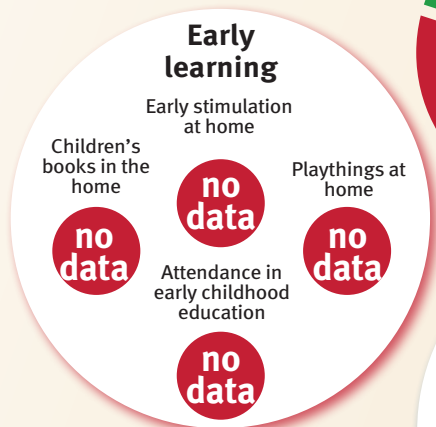 Early
learning
Early stimulation
at home
no
data
Children's
books in the
home
no
data
Playthings at
home
no
data
Attendance in
early childhood
education
no
data